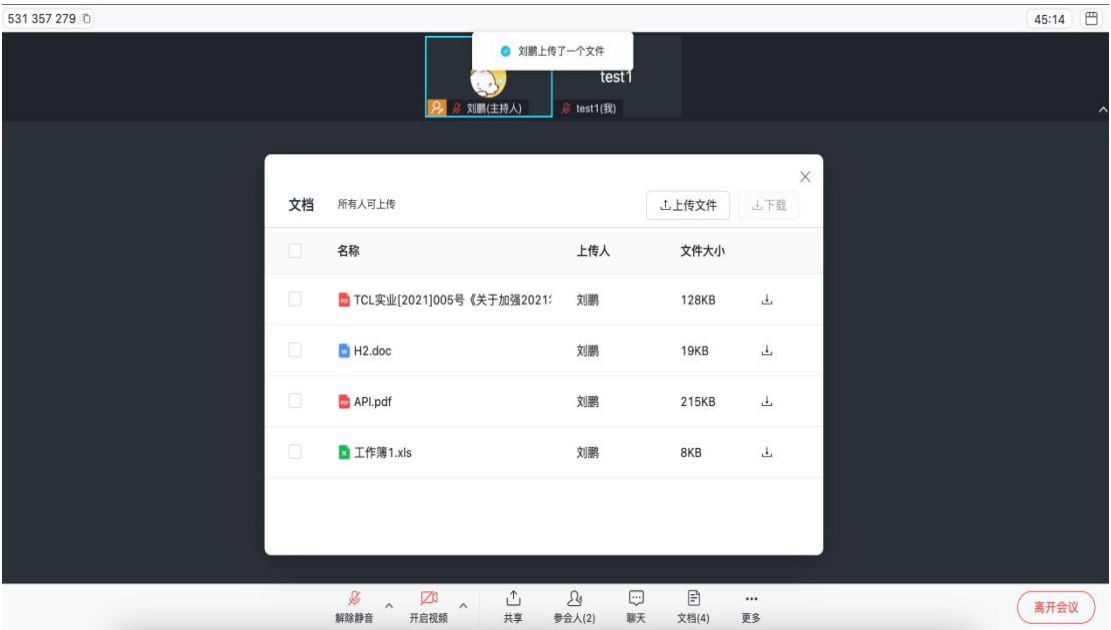 531 357 279
45:14
刘鹏上传了一个文件
test1
刘鹏(主持人)
test1(我)
文档 所有人可上传 上传文件 下载
名称 上传人 文件大小
TCL实业[2021]005号《关于加强2021 刘鹏 128KB
H2.doc 刘鹏 19KB
API.pdf 刘鹏 215KB
工作簿1.xls 刘鹏 8KB
解除静音 开启视频 共享 参会人(2) 聊天 文档(4) 更多
离开会议